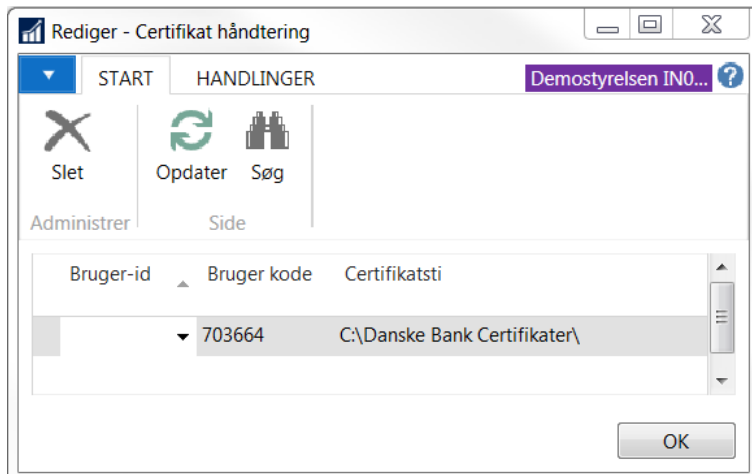 Rediger - Certifikat håndtering
START HANDLINGER Demostyrelsen IN0...
Slet Opdater Søg
Administrer Side
Bruger-id Bruger kode Certifikatsti
703664 C:\Danske Bank Certifikater\
OK